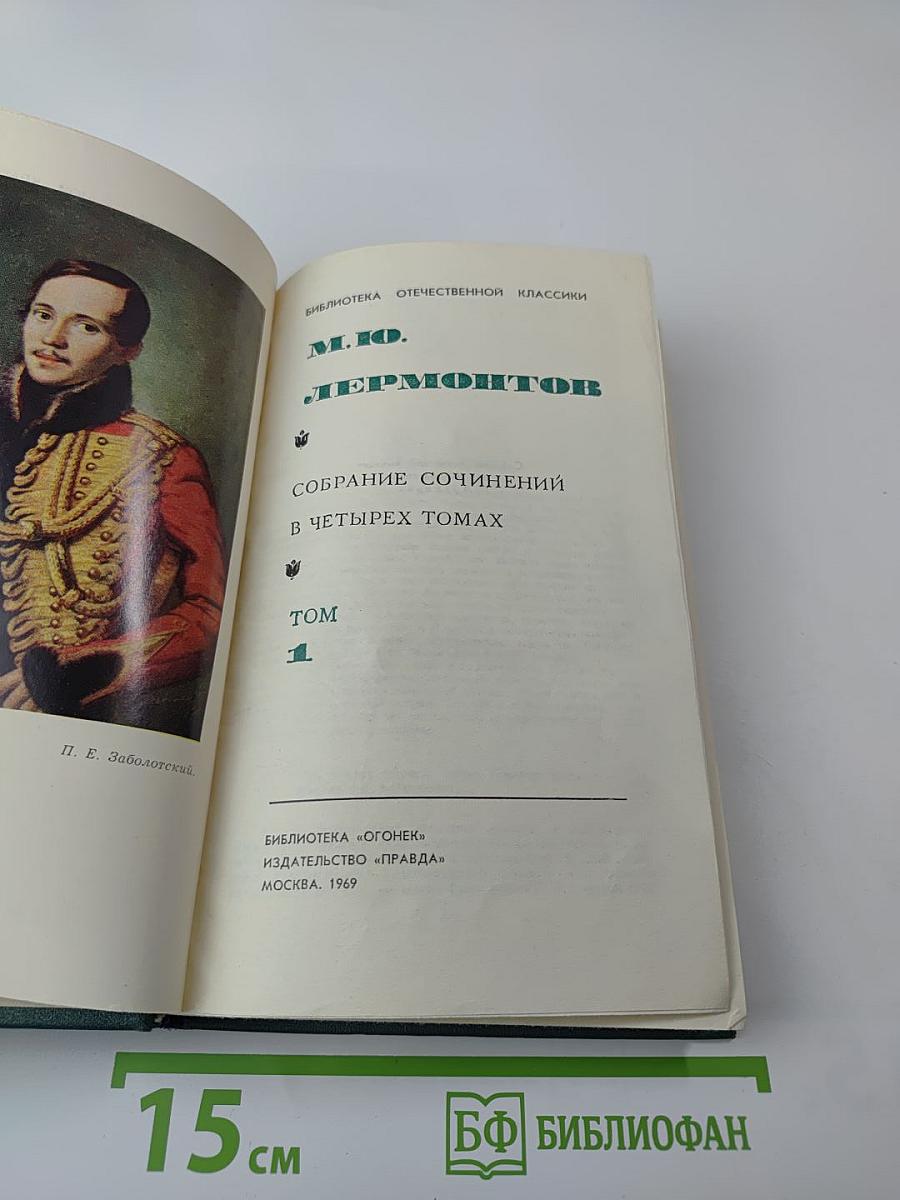 П. Е. Заболотский.
БИБЛИОТЕКА ОТЕЧЕСТВЕННОЙ КЛАССИКИ
М. Ю.
ЛЕРМОНТОВ
СОБРАНИЕ СОЧИНЕНИЙ
В ЧЕТЫРЕХ ТОМАХ
ТОМ
1
БИБЛИОТЕКА «ОГОНЕК»
ИЗДАТЕЛЬСТВО «ПРАВДА»
МОСКВА. 1969
15 см
БФ БИБЛИОФАН